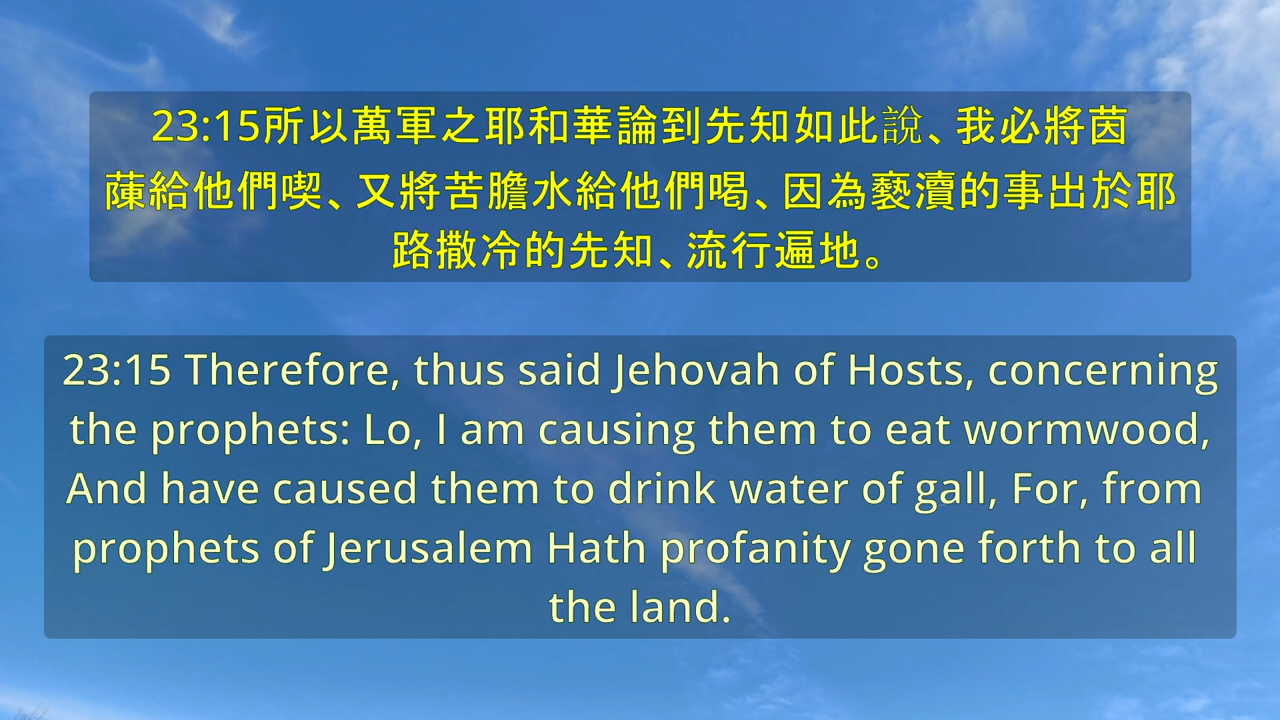 23:15所以萬軍之耶和華論到先知如此說、我必將茵
蔯給他們喫、又將苦膽水給他們喝、因為褻瀆的事出於耶
路撒冷的先知、流行遍地。
23:15 Therefore, thus said Jehovah of Hosts, concerning
the prophets: Lo, I am causing them to eat wormwood,
And have caused them to drink water of gall, For, from
prophets of Jerusalem Hath profanity gone forth to all
the land.